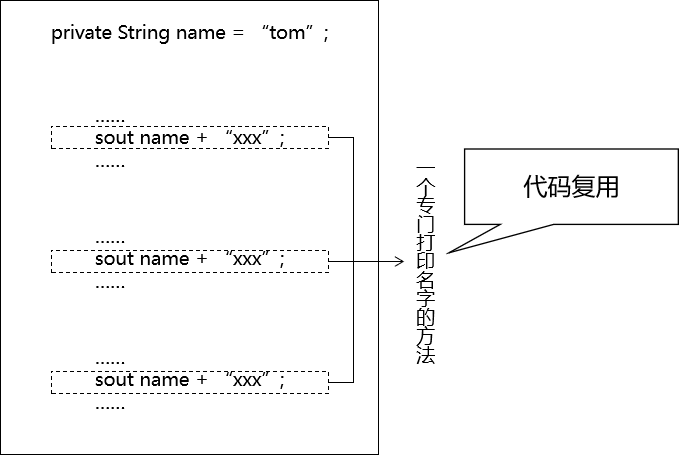 private String name = “tom”;
......
sout name + “xxx”;
......
......
sout name + “xxx”;
......
......
sout name + “xxx”;
......
一个专门打印名字的方法
代码复用